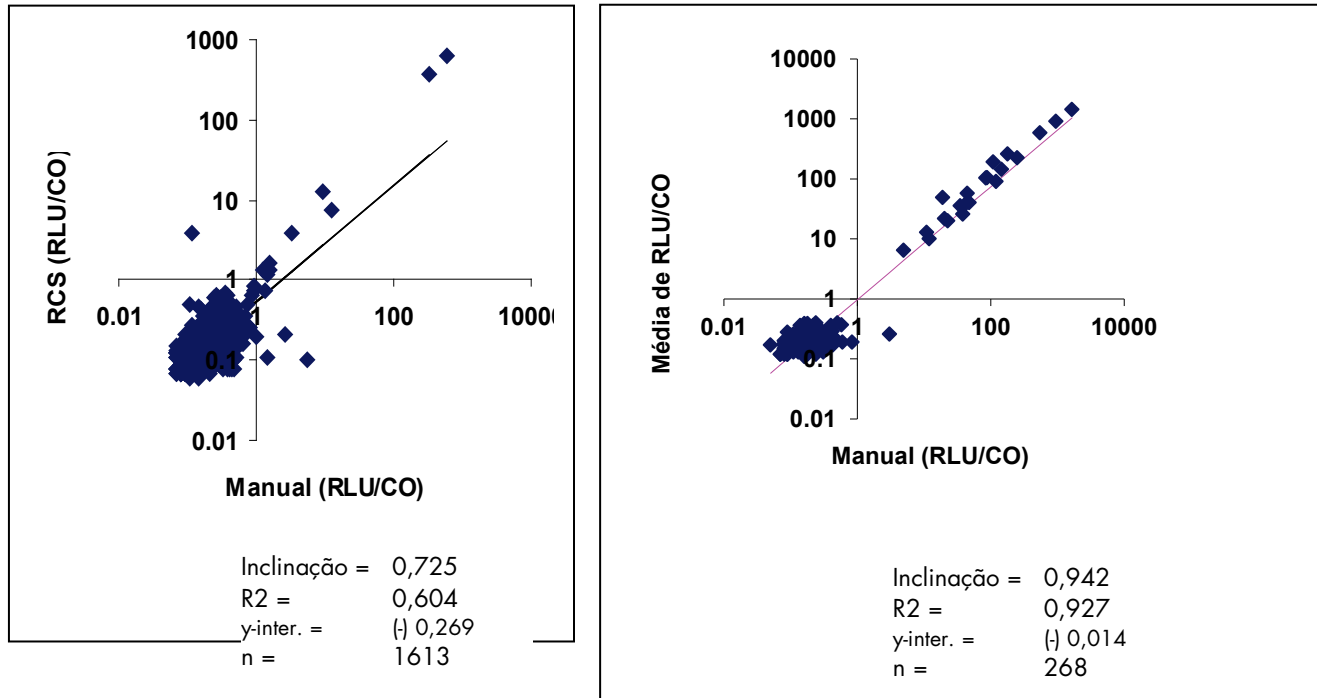 1000
100
10
1
0.1
0.01
0.01
1
100
10000
RCS (RLU/CO)
Manual (RLU/CO)
Inclinação = 0,725
R2 = 0,604
y-inter. = (-) 0,269
n = 1613
10000
1000
100
10
1
0.1
0.01
0.01
1
100
10000
Média de RLU/CO
Manual (RLU/CO)
Inclinação = 0,942
R2 = 0,927
y-inter. = (-) 0,014
n = 268